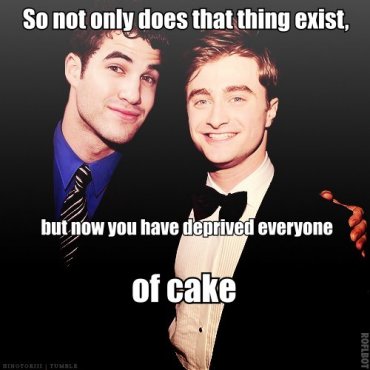 So not only does that thing exist,
but now you have deprived everyone
of cake
ROFLBOT